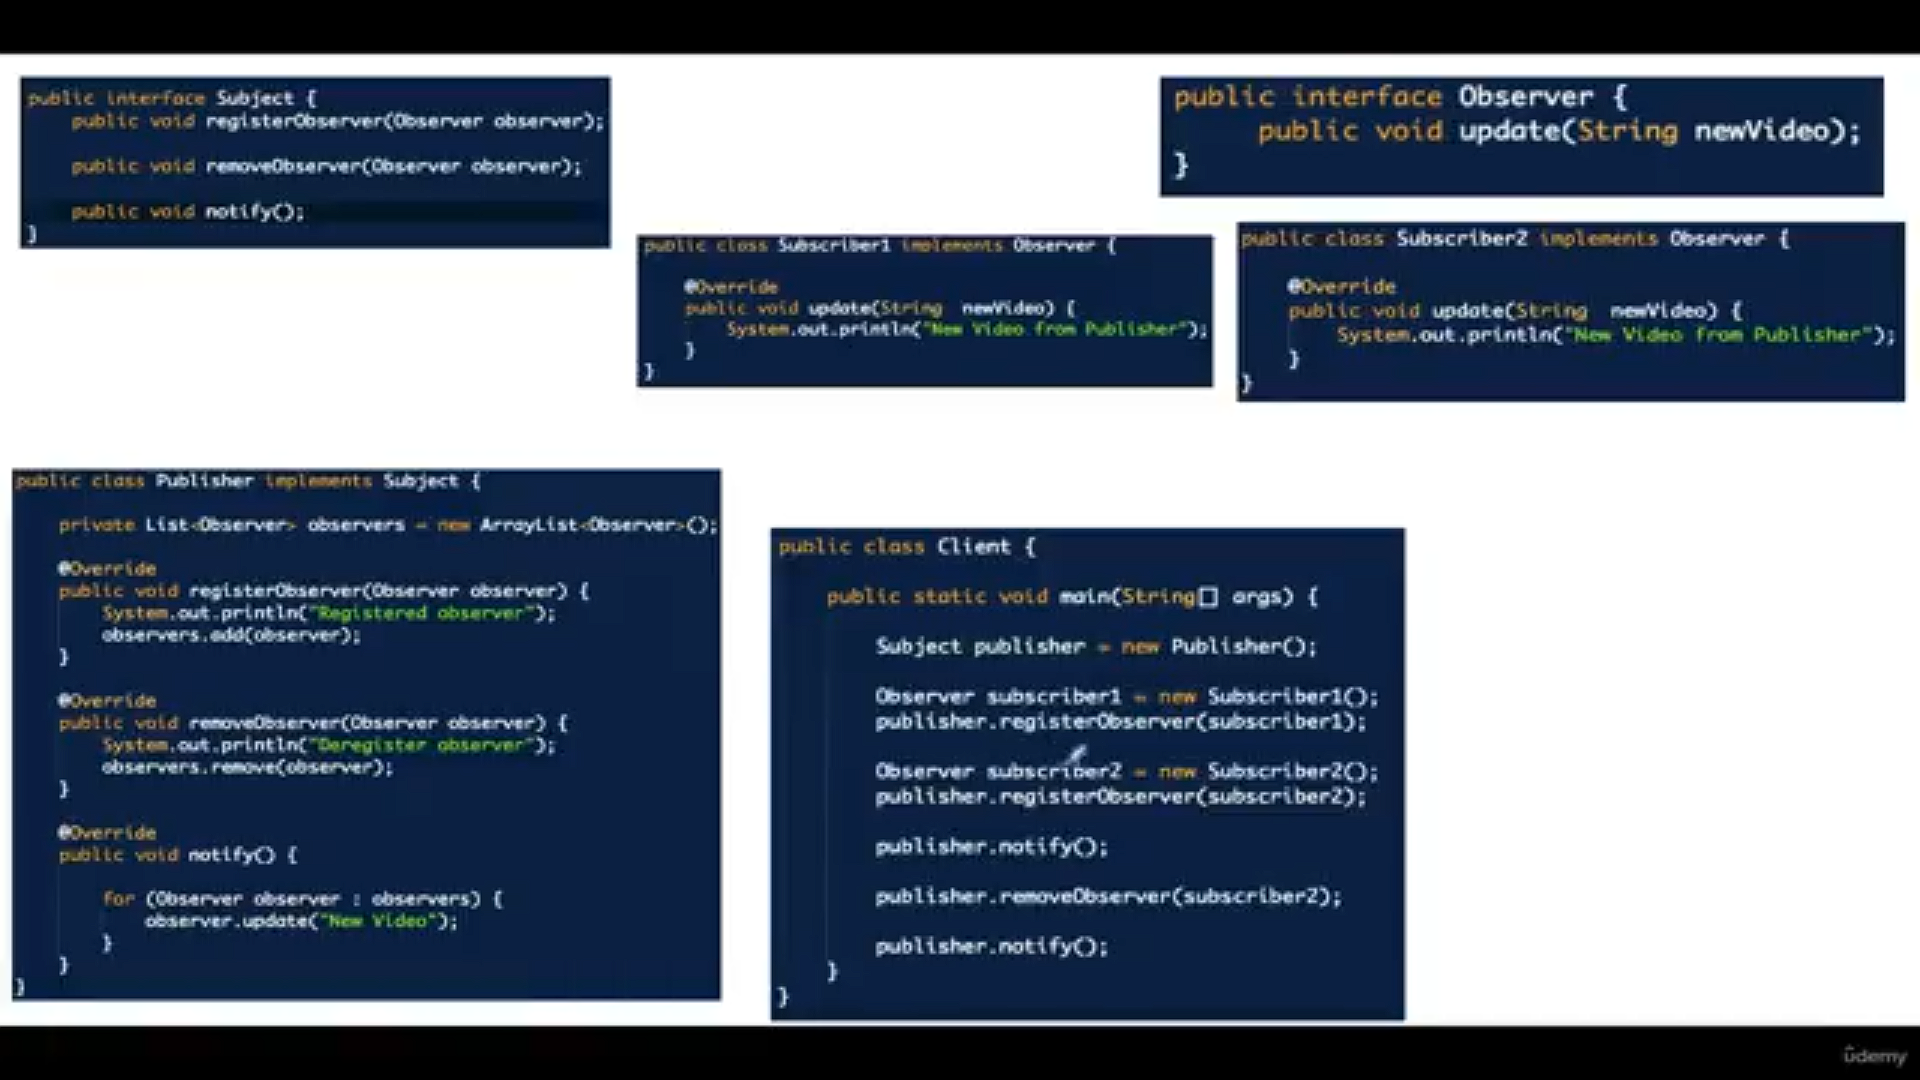 public interface Subject {
public void registerObserver(Observer observer);
public void removeObserver(Observer observer);
public void notify();
}
public interface Observer {
public void update(String newVideo);
}
public class Subscriber1 implements Observer {
@Override
public void update(String newVideo) {
System.out.println("New Video from Publisher");
}
}
public class Subscriber2 implements Observer {
@Override
public void update(String newVideo) {
System.out.println("New Video from Publisher");
}
}
public class Publisher implements Subject {
private List<Observer> observers = new ArrayList<Observer>();
@Override
public void registerObserver(Observer observer) {
System.out.println("Registered observer");
observers.add(observer);
}
@Override
public void removeObserver(Observer observer) {
System.out.println("Deregister observer");
observers.remove(observer);
}
@Override
public void notify() {
for (Observer observer : observers) {
observer.update("New Video");
}
}
}
public class Client {
public static void main(String[] args) {
Subject publisher = new Publisher();
Observer subscriber1 = new Subscriber1();
publisher.registerObserver(subscriber1);
Observer subscriber2 = new Subscriber2();
publisher.registerObserver(subscriber2);
publisher.notify();
publisher.removeObserver(subscriber2);
publisher.notify();
}
}
udemy